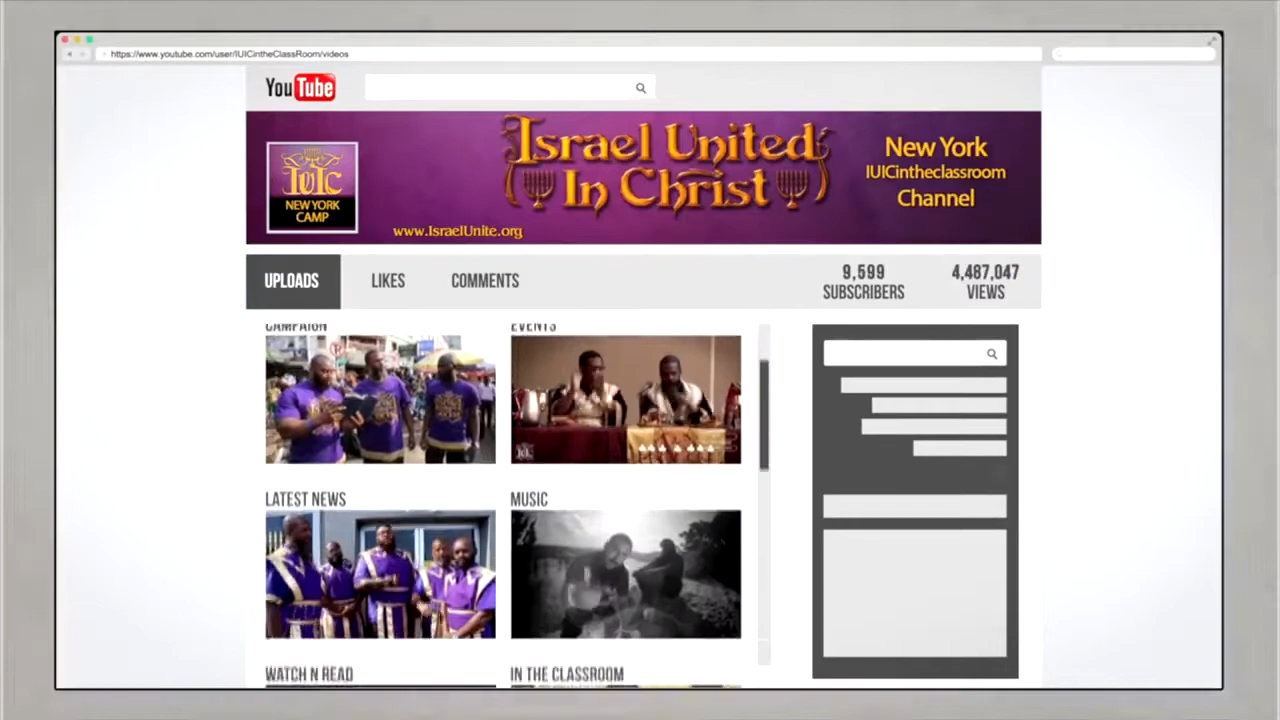 https://www.youtube.com/user/IUICintheClassRoom/videos
YouTube
IUIC
NEW YORK
CAMP
Israel United
In Christ
www.IsraelUnite.org
New York
IUICintheclassroom
Channel
UPLOADS
LIKES
COMMENTS
9,599
SUBSCRIBERS
4,487,047
VIEWS
CAMPAIGN
EVENTS
LATEST NEWS
MUSIC
WATCH N READ
IN THE CLASSROOM